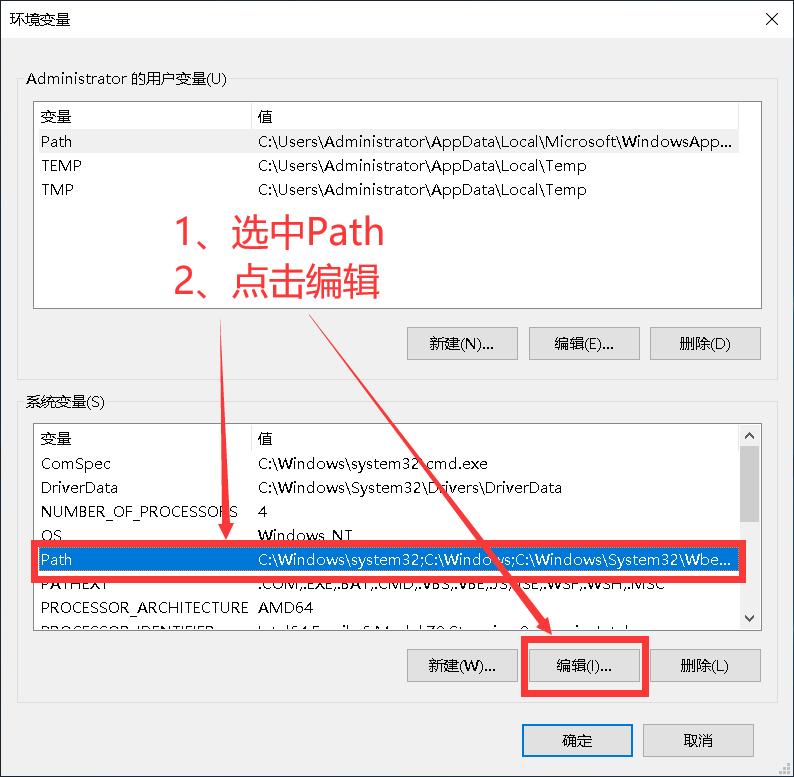 环境变量
Administrator 的用户变量(U)
变量 值
Path C:\Users\Administrator\AppData\Local\Microsoft\WindowsApp...
TEMP C:\Users\Administrator\AppData\Local\Temp
TMP C:\Users\Administrator\AppData\Local\Temp
1、选中Path
2、点击编辑
新建(N)... 编辑(E)... 删除(D)
系统变量(S)
变量 值
ComSpec C:\Windows\system32\cmd.exe
DriverData C:\Windows\System32\Drivers\DriverData
NUMBER_OF_PROCESSORS 4
OS Windows_NT
Path C:\Windows\system32;C:\Windows;C:\Windows\System32\Wbe...
PATHEXT .COM;.EXE;.BAT;.CMD;.VBS;.VBE;.JS;.JSE;.WSF;.WSH;.MSC
PROCESSOR_ARCHITECTURE AMD64
PROCESSOR_IDENTIFIER
新建(W)... 编辑(I)... 删除(L)
确定 取消